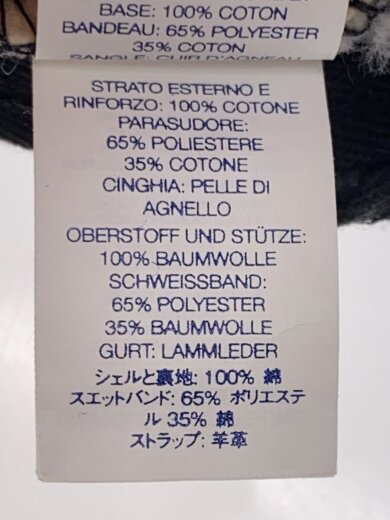 BASE: 100% COTON
BANDEAU: 65% POLYESTER
35% COTON
SANGLE: CUIR D'AGNEAU
STRATO ESTERNO E
RINFORZO: 100% COTONE
PARASUDORE:
65% POLIESTERE
35% COTONE
CINGHIA: PELLE DI
AGNELLO
OBERSTOFF UND STÜTZE:
100% BAUMWOLLE
SCHWEISSBAND:
65% POLYESTER
35% BAUMWOLLE
GURT: LAMMLEDER
シェルと裏地: 100% 綿
スエットバンド: 65% ポリエステ
ル 35% 綿
ストラップ: 羊革